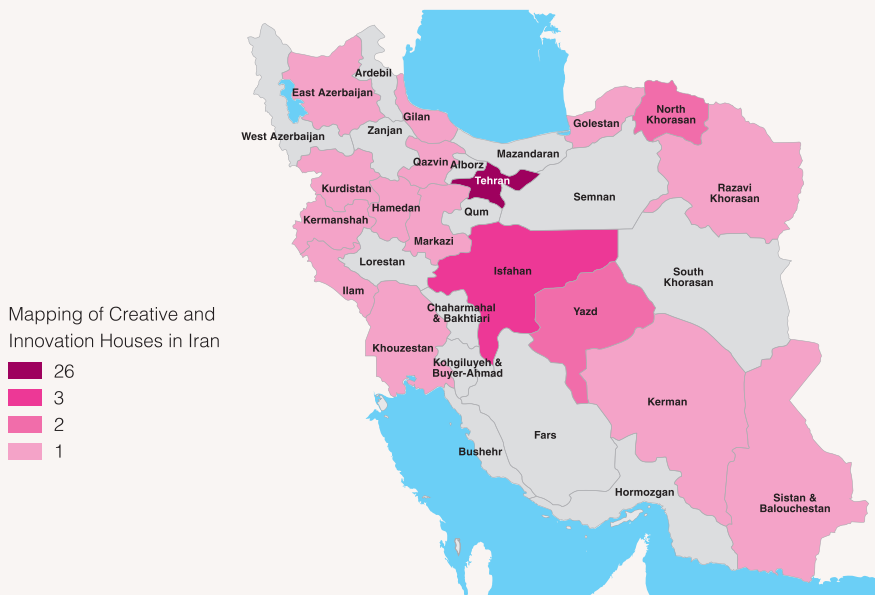 Ardebil
East Azerbaijan
Gilan
North
Khorasan
Golestan
West Azerbaijan
Zanjan
Mazandaran
Qazvin
Alborz
Tehran
Kurdistan
Razavi
Khorasan
Semnan
Hamedan
Qum
Kermanshah
Markazi
Lorestan
Isfahan
South
Khorasan
Ilam
Chaharmahal
& Bakhtiari
Yazd
Khouzestan
Kohgiluyeh &
Buyer-Ahmad
Kerman
Fars
Bushehr
Hormozgan
Sistan &
Balouchestan
Mapping of Creative and
Innovation Houses in Iran
26
3
2
1